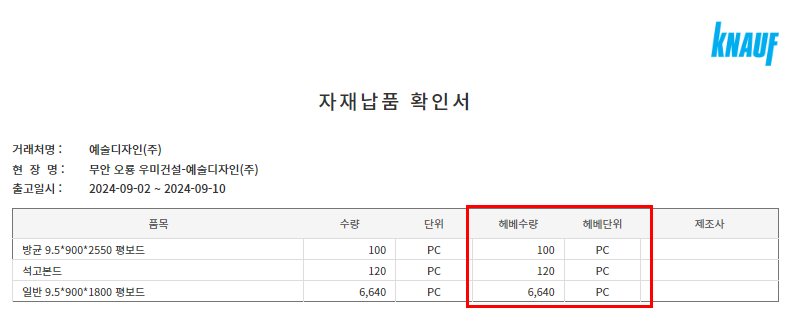 KNAUF
자재납품 확인서
거래처명 : 예술디자인(주)
현 장 명 : 무안 오룡 우미건설-예술디자인(주)
출고일시 : 2024-09-02 ~ 2024-09-10
품목 수량 단위 헤베수량 헤베단위 제조사
방균 9.5*900*2550 평보드 100 PC 100 PC
석고본드 120 PC 120 PC
일반 9.5*900*1800 평보드 6,640 PC 6,640 PC